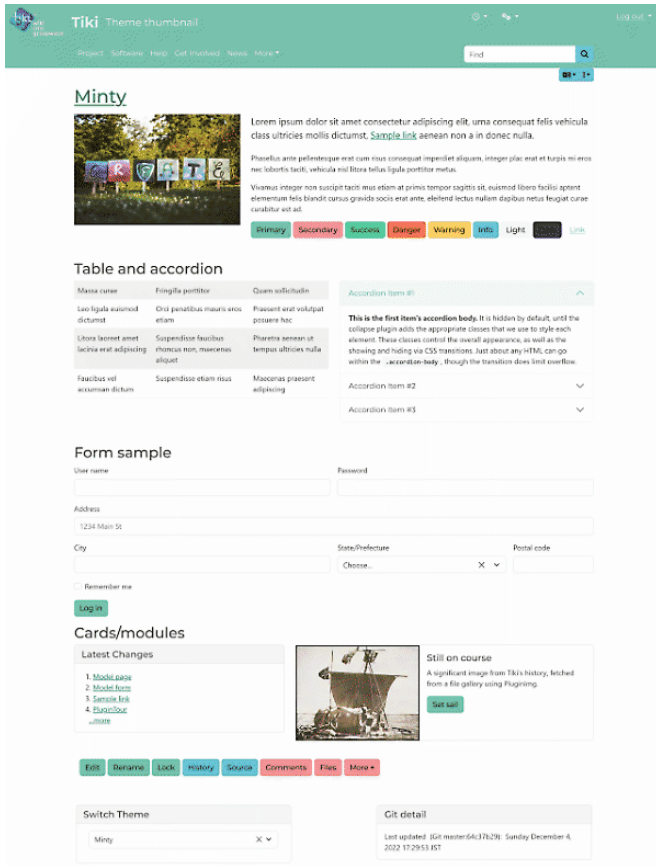 Tiki Theme thumbnail
Log out
Project Software Help Get Involved News More
Find
Minty
Lorem ipsum dolor sit amet consectetur adipiscing elit, urna consequat felis vehicula
class ultricies mollis dictumst, Sample link aenean non a in donec nulla.
GREATE
Phasellus ante pellentesque erat cum risus consequat imperdiet aliquam, integer plac erat et turpis mi eros
nec lobortis taciti, vehicula nisl litora tellus ligula porttitor metus.
Vivamus integer non suscipit taciti mus etiam at primis tempor sagittis sit, euismod libero facilisi aptent
elementum felis blandit cursus gravida sociis erat ante, eleifend lectus nullam dapibus netus feugiat curae
curabitur est ad.
Primary Secondary Success Danger Warning Info Light Link
Table and accordion
Massa curae Fringilla porttitor Quam sollicitudin
Leo ligula euismod dictumst Orci penatibus mauris eros etiam Praesent erat volutpat posuere hac
Litora laoreet amet lacinia erat adipiscing Suspendisse faucibus rhoncus non, maecenas aliquet Pharetra aenean ut tempus ultricies nulla
Faucibus vel accumsan dictum Suspendisse etiam risus Maecenas praesent adipiscing
Accordion Item #1
This is the first item's accordion body. It is hidden by default, until the
collapse plugin adds the appropriate classes that we use to style each
element. These classes control the overall appearance, as well as the
showing and hiding via CSS transitions. Just about any HTML can go
within the .accordion-body , though the transition does limit overflow.
Accordion Item #2
Accordion Item #3
Form sample
User name Password
Address
1234 Main St
City State/Prefecture Postal code
Choose...
Remember me
Log in
Cards/modules
Latest Changes
1. Model page
2. Model form
3. Sample link
4. PluginTour
...more
Still on course
A significant image from Tiki's history, fetched
from a file gallery using PluginImg.
Set sail
Edit Rename Lock History Source Comments Files More
Switch Theme
Minty
Git detail
Last updated (Git master:64c37b29): Sunday December 4,
2022 17:29:53 JST